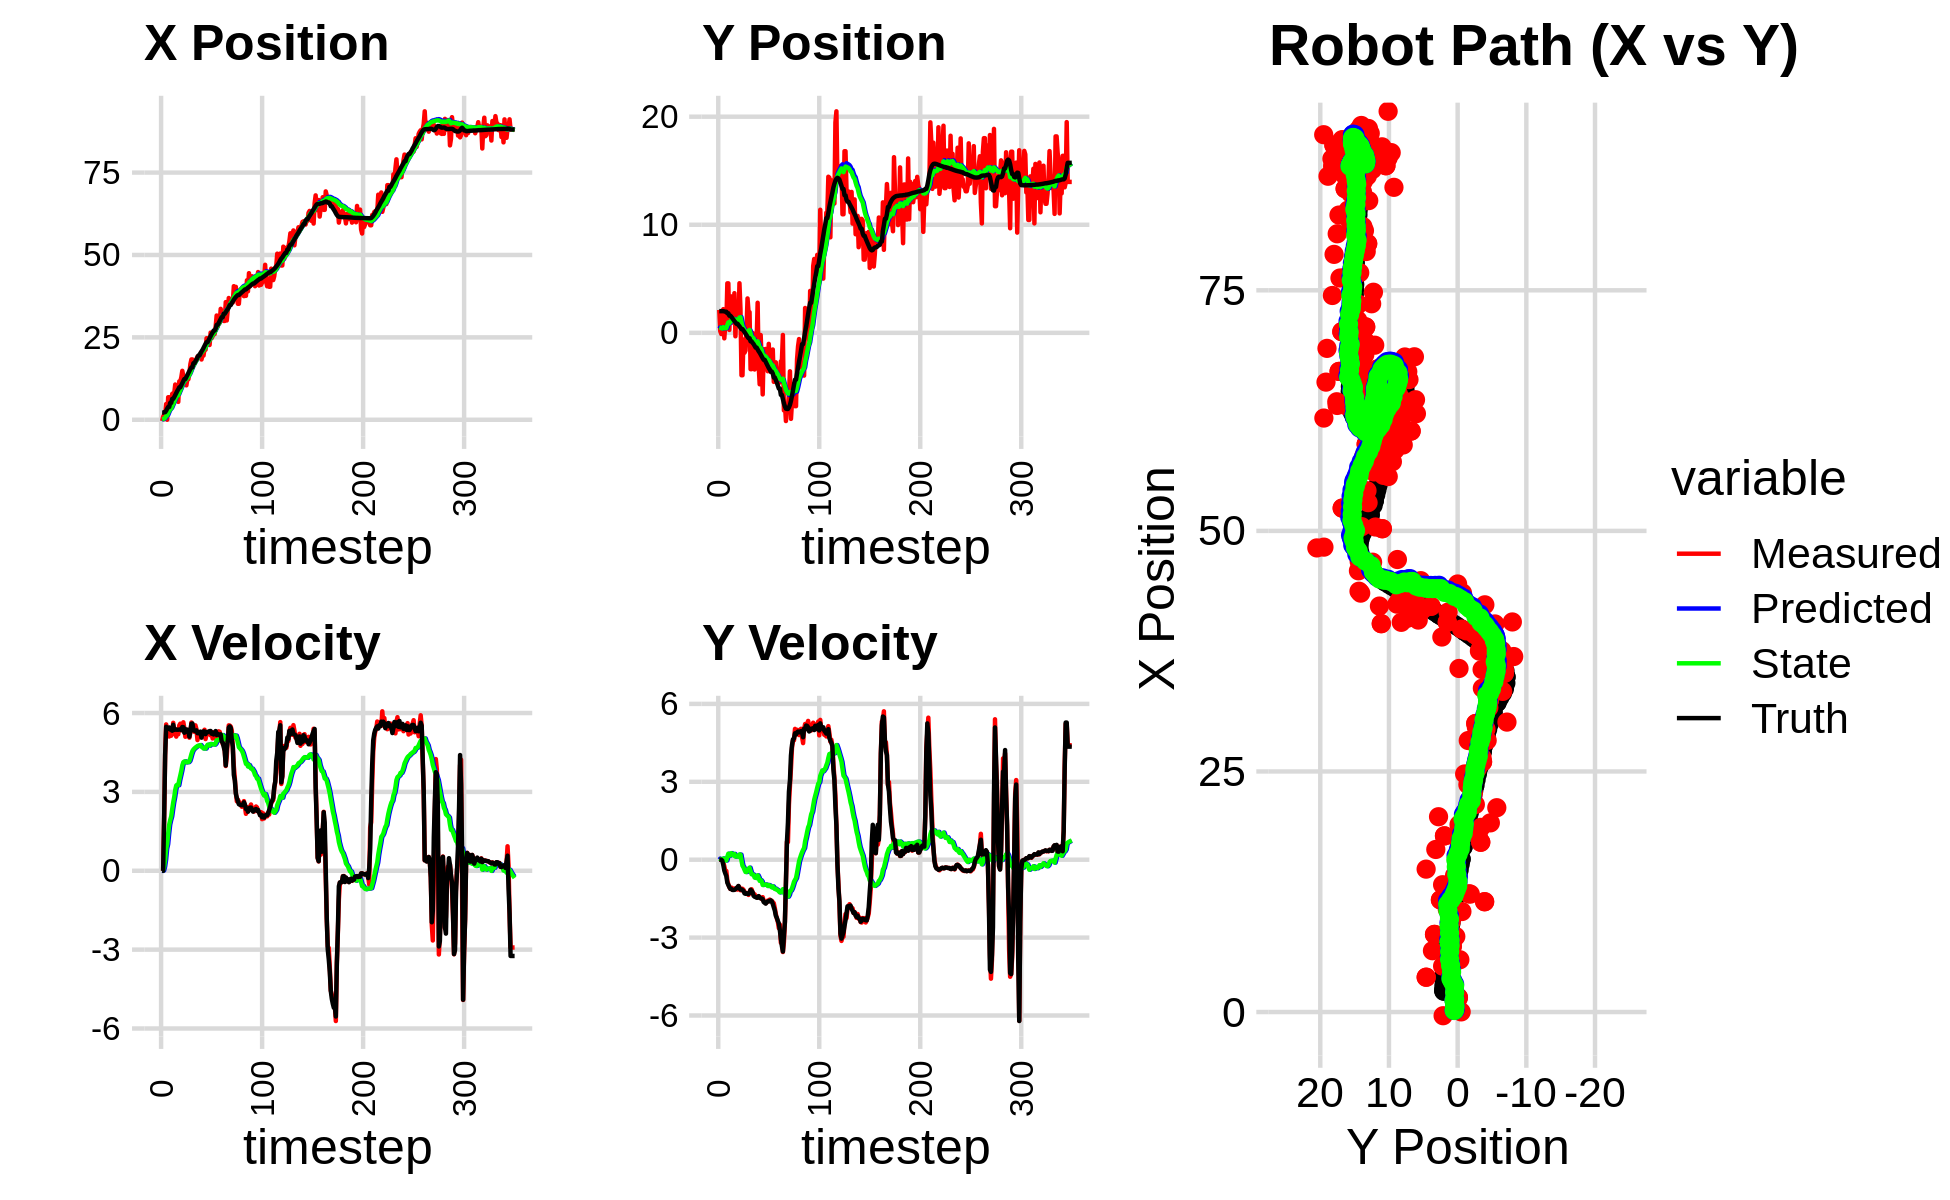 X Position
75
50
25
0
0
100
200
300
timestep
Y Position
20
10
0
0
100
200
300
timestep
X Velocity
6
3
0
-3
-6
0
100
200
300
timestep
Y Velocity
6
3
0
-3
-6
0
100
200
300
timestep
Robot Path (X vs Y)
X Position
75
50
25
0
20 10 0 -10 -20
Y Position
variable
Measured
Predicted
State
Truth